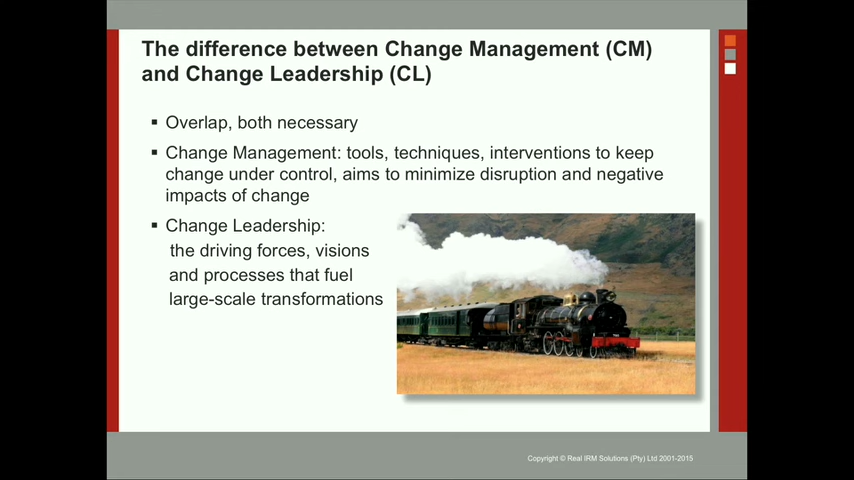 The difference between Change Management (CM)
and Change Leadership (CL)
▪ Overlap, both necessary
▪ Change Management: tools, techniques, interventions to keep
change under control, aims to minimize disruption and negative
impacts of change
▪ Change Leadership:
the driving forces, visions
and processes that fuel
large-scale transformations
Copyright © Real IRM Solutions (Pty) Ltd 2001-2015